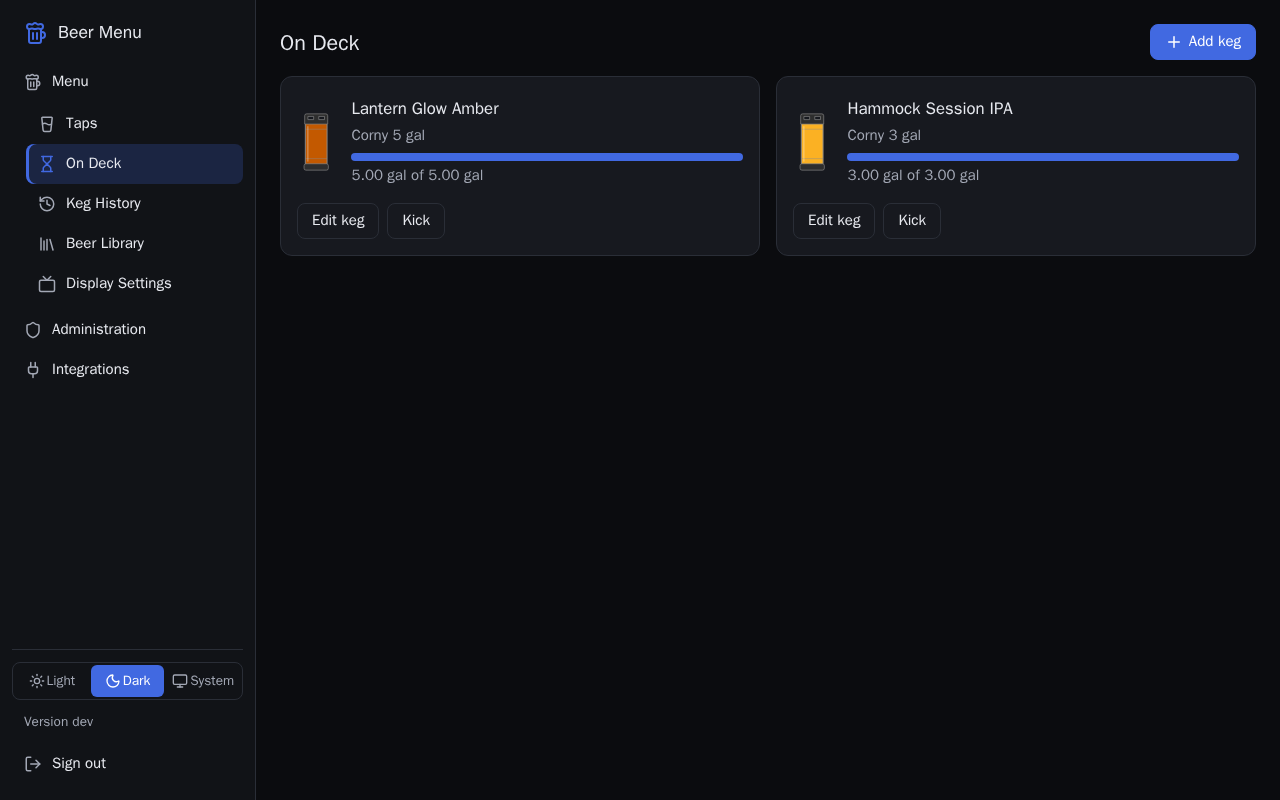 Beer Menu
Menu
Taps
On Deck
Keg History
Beer Library
Display Settings
Administration
Integrations
Light
Dark
System
Version dev
Sign out
On Deck
Add keg
Lantern Glow Amber
Corny 5 gal
5.00 gal of 5.00 gal
Edit keg
Kick
Hammock Session IPA
Corny 3 gal
3.00 gal of 3.00 gal
Edit keg
Kick